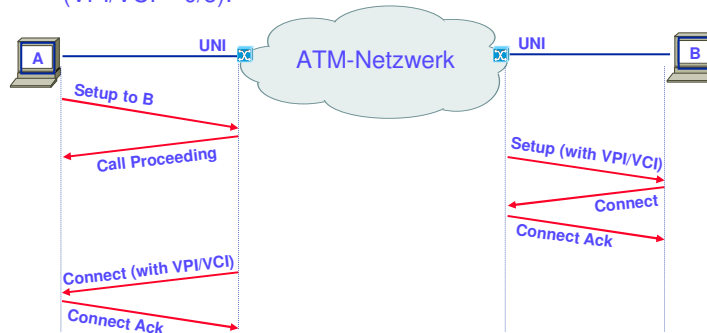 UNI
UNI
A
ATM-Netzwerk
B
Setup to B
Call Proceeding
Setup (with VPI/VCI)
Connect
Connect Ack
Connect (with VPI/VCI)
Connect Ack